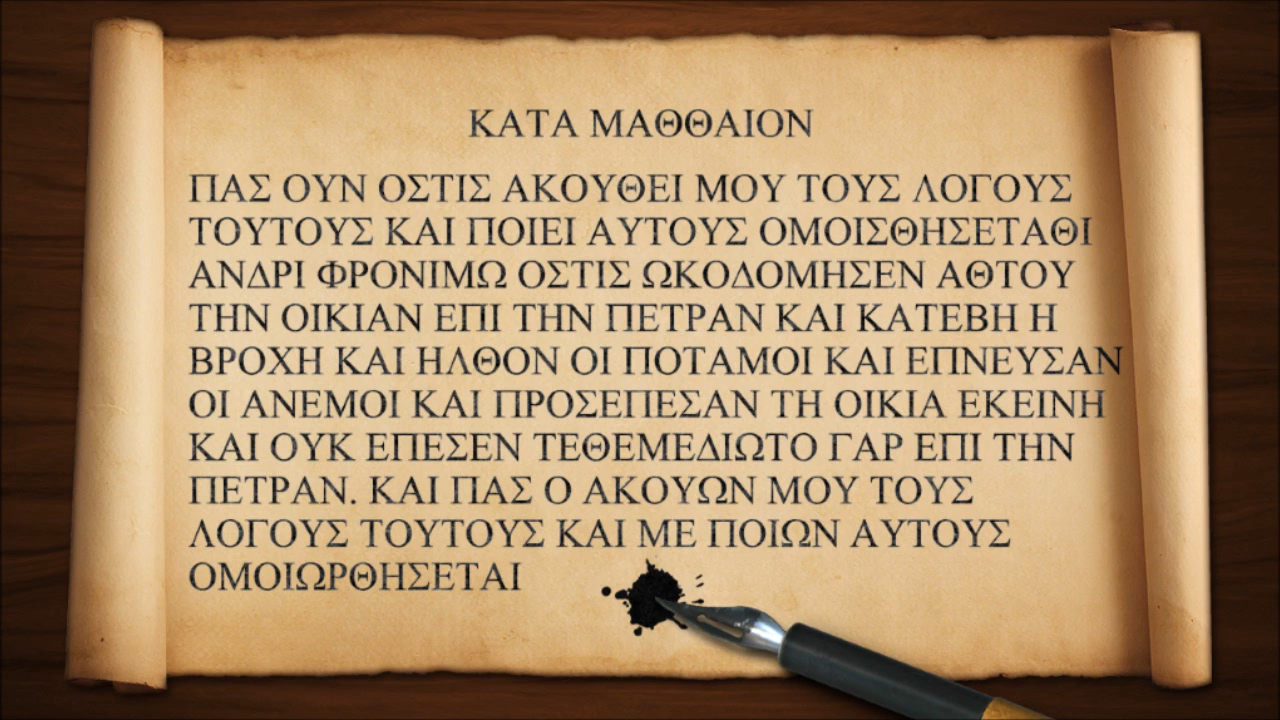 ΚΑΤΑ ΜΑΘΘΑΙΟΝ
ΠΑΣ ΟΥΝ ΟΣΤΙΣ ΑΚΟΥΘΕΙ ΜΟΥ ΤΟΥΣ ΛΟΓΟΥΣ
ΤΟΥΤΟΥΣ ΚΑΙ ΠΟΙΕΙ ΑΥΤΟΥΣ ΟΜΟΙΣΘΗΣΕΤΑΘΙ
ΑΝΔΡΙ ΦΡΟΝΙΜΩ ΟΣΤΙΣ ΩΚΟΔΟΜΗΣΕΝ ΑΘΤΟΥ
ΤΗΝ ΟΙΚΙΑΝ ΕΠΙ ΤΗΝ ΠΕΤΡΑΝ ΚΑΙ ΚΑΤΕΒΗ Η
ΒΡΟΧΗ ΚΑΙ ΗΛΘΟΝ ΟΙ ΠΟΤΑΜΟΙ ΚΑΙ ΕΠΝΕΥΣΑΝ
ΟΙ ΑΝΕΜΟΙ ΚΑΙ ΠΡΟΣΕΠΕΣΑΝ ΤΗ ΟΙΚΙΑ ΕΚΕΙΝΗ
ΚΑΙ ΟΥΚ ΕΠΕΣΕΝ ΤΕΘΕΜΕΔΙΩΤΟ ΓΑΡ ΕΠΙ ΤΗΝ
ΠΕΤΡΑΝ. ΚΑΙ ΠΑΣ Ο ΑΚΟΥΩΝ ΜΟΥ ΤΟΥΣ
ΛΟΓΟΥΣ ΤΟΥΤΟΥΣ ΚΑΙ ΜΕ ΠΟΙΩΝ ΑΥΤΟΥΣ
ΟΜΟΙΩΡΘΗΣΕΤΑΙ